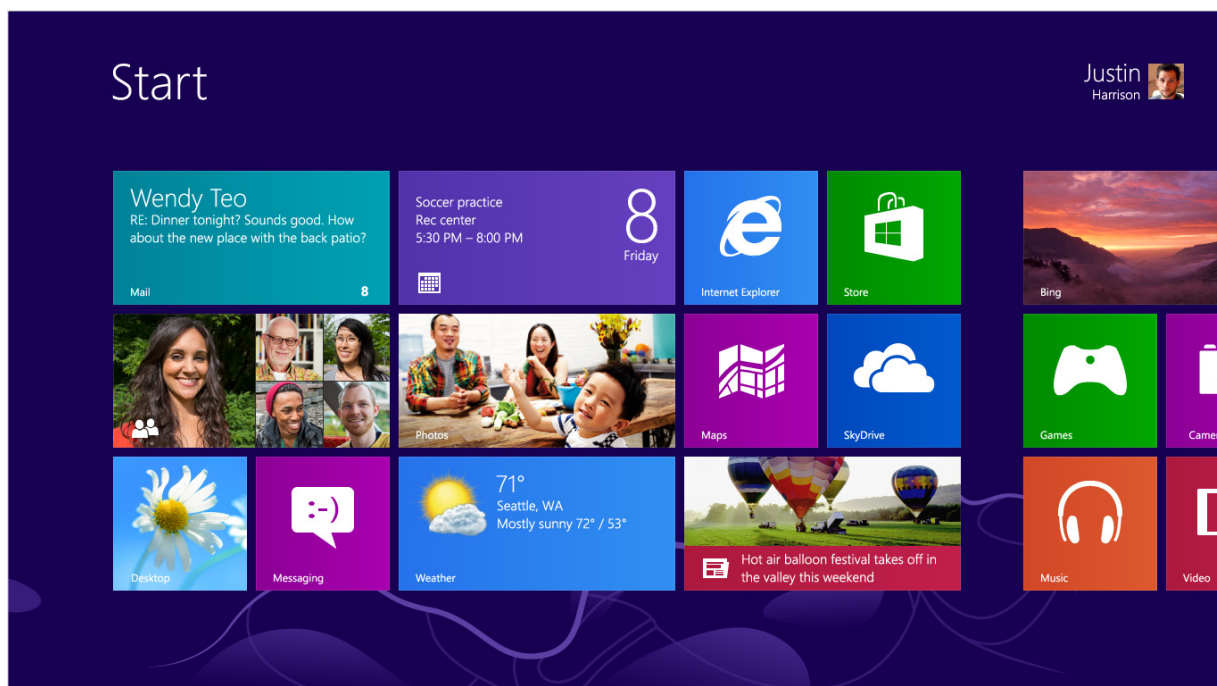 Start
Justin
Harrison
Wendy Teo
RE: Dinner tonight? Sounds good. How
about the new place with the back patio?
Mail
8
Soccer practice
Rec center
5:30 PM – 8:00 PM
8
Friday
Internet Explorer
Store
Bing
Photos
Maps
SkyDrive
Games
Camer
Desktop
:-)
Messaging
71°
Seattle, WA
Mostly sunny 72° / 53°
Weather
Hot air balloon festival takes off in
the valley this weekend
Music
Video